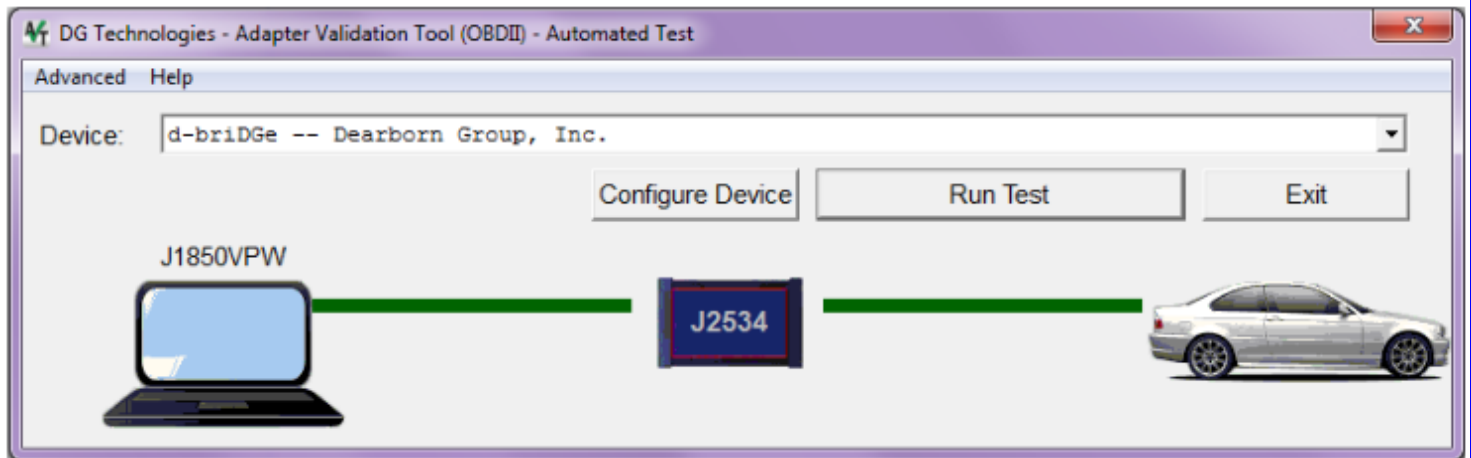 DG Technologies - Adapter Validation Tool (OBDII) - Automated Test
Advanced Help
Device: d-briDGe -- Dearborn Group, Inc.
Configure Device Run Test Exit
J1850VPW
J2534